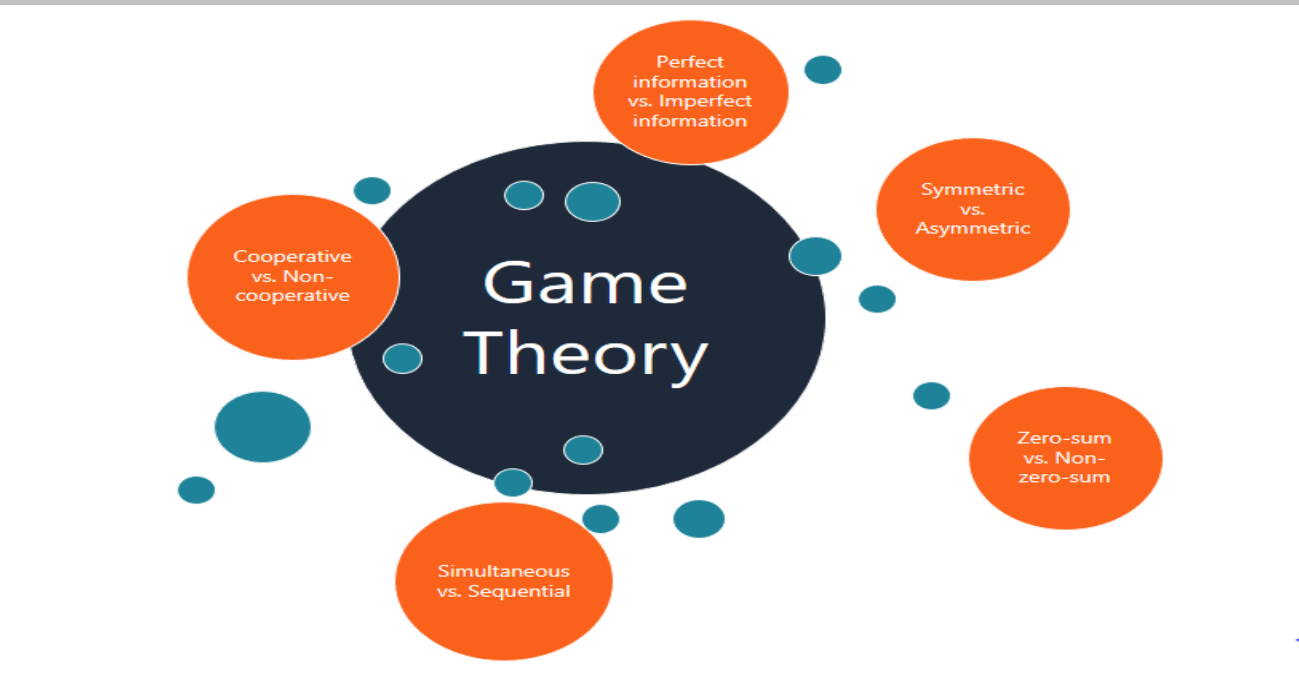 Perfect
information
vs. Imperfect
information
Symmetric
vs.
Asymmetric
Cooperative
vs. Non-
cooperative
Game
Theory
Zero-sum
vs. Non-
zero-sum
Simultaneous
vs. Sequential